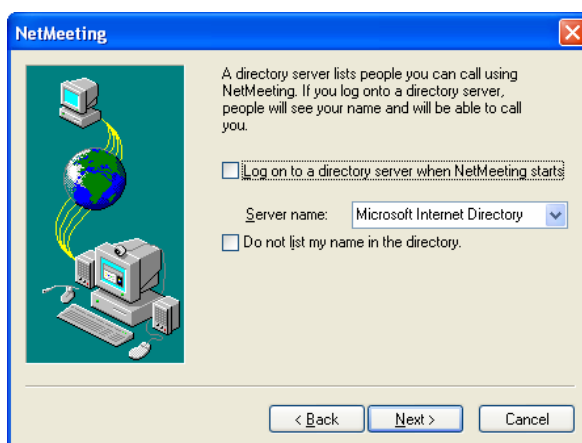 NetMeeting
A directory server lists people you can call using
NetMeeting. If you log onto a directory server,
people will see your name and will be able to call
you.
Log on to a directory server when NetMeeting starts
Server name: Microsoft Internet Directory
Do not list my name in the directory.
< Back Next > Cancel